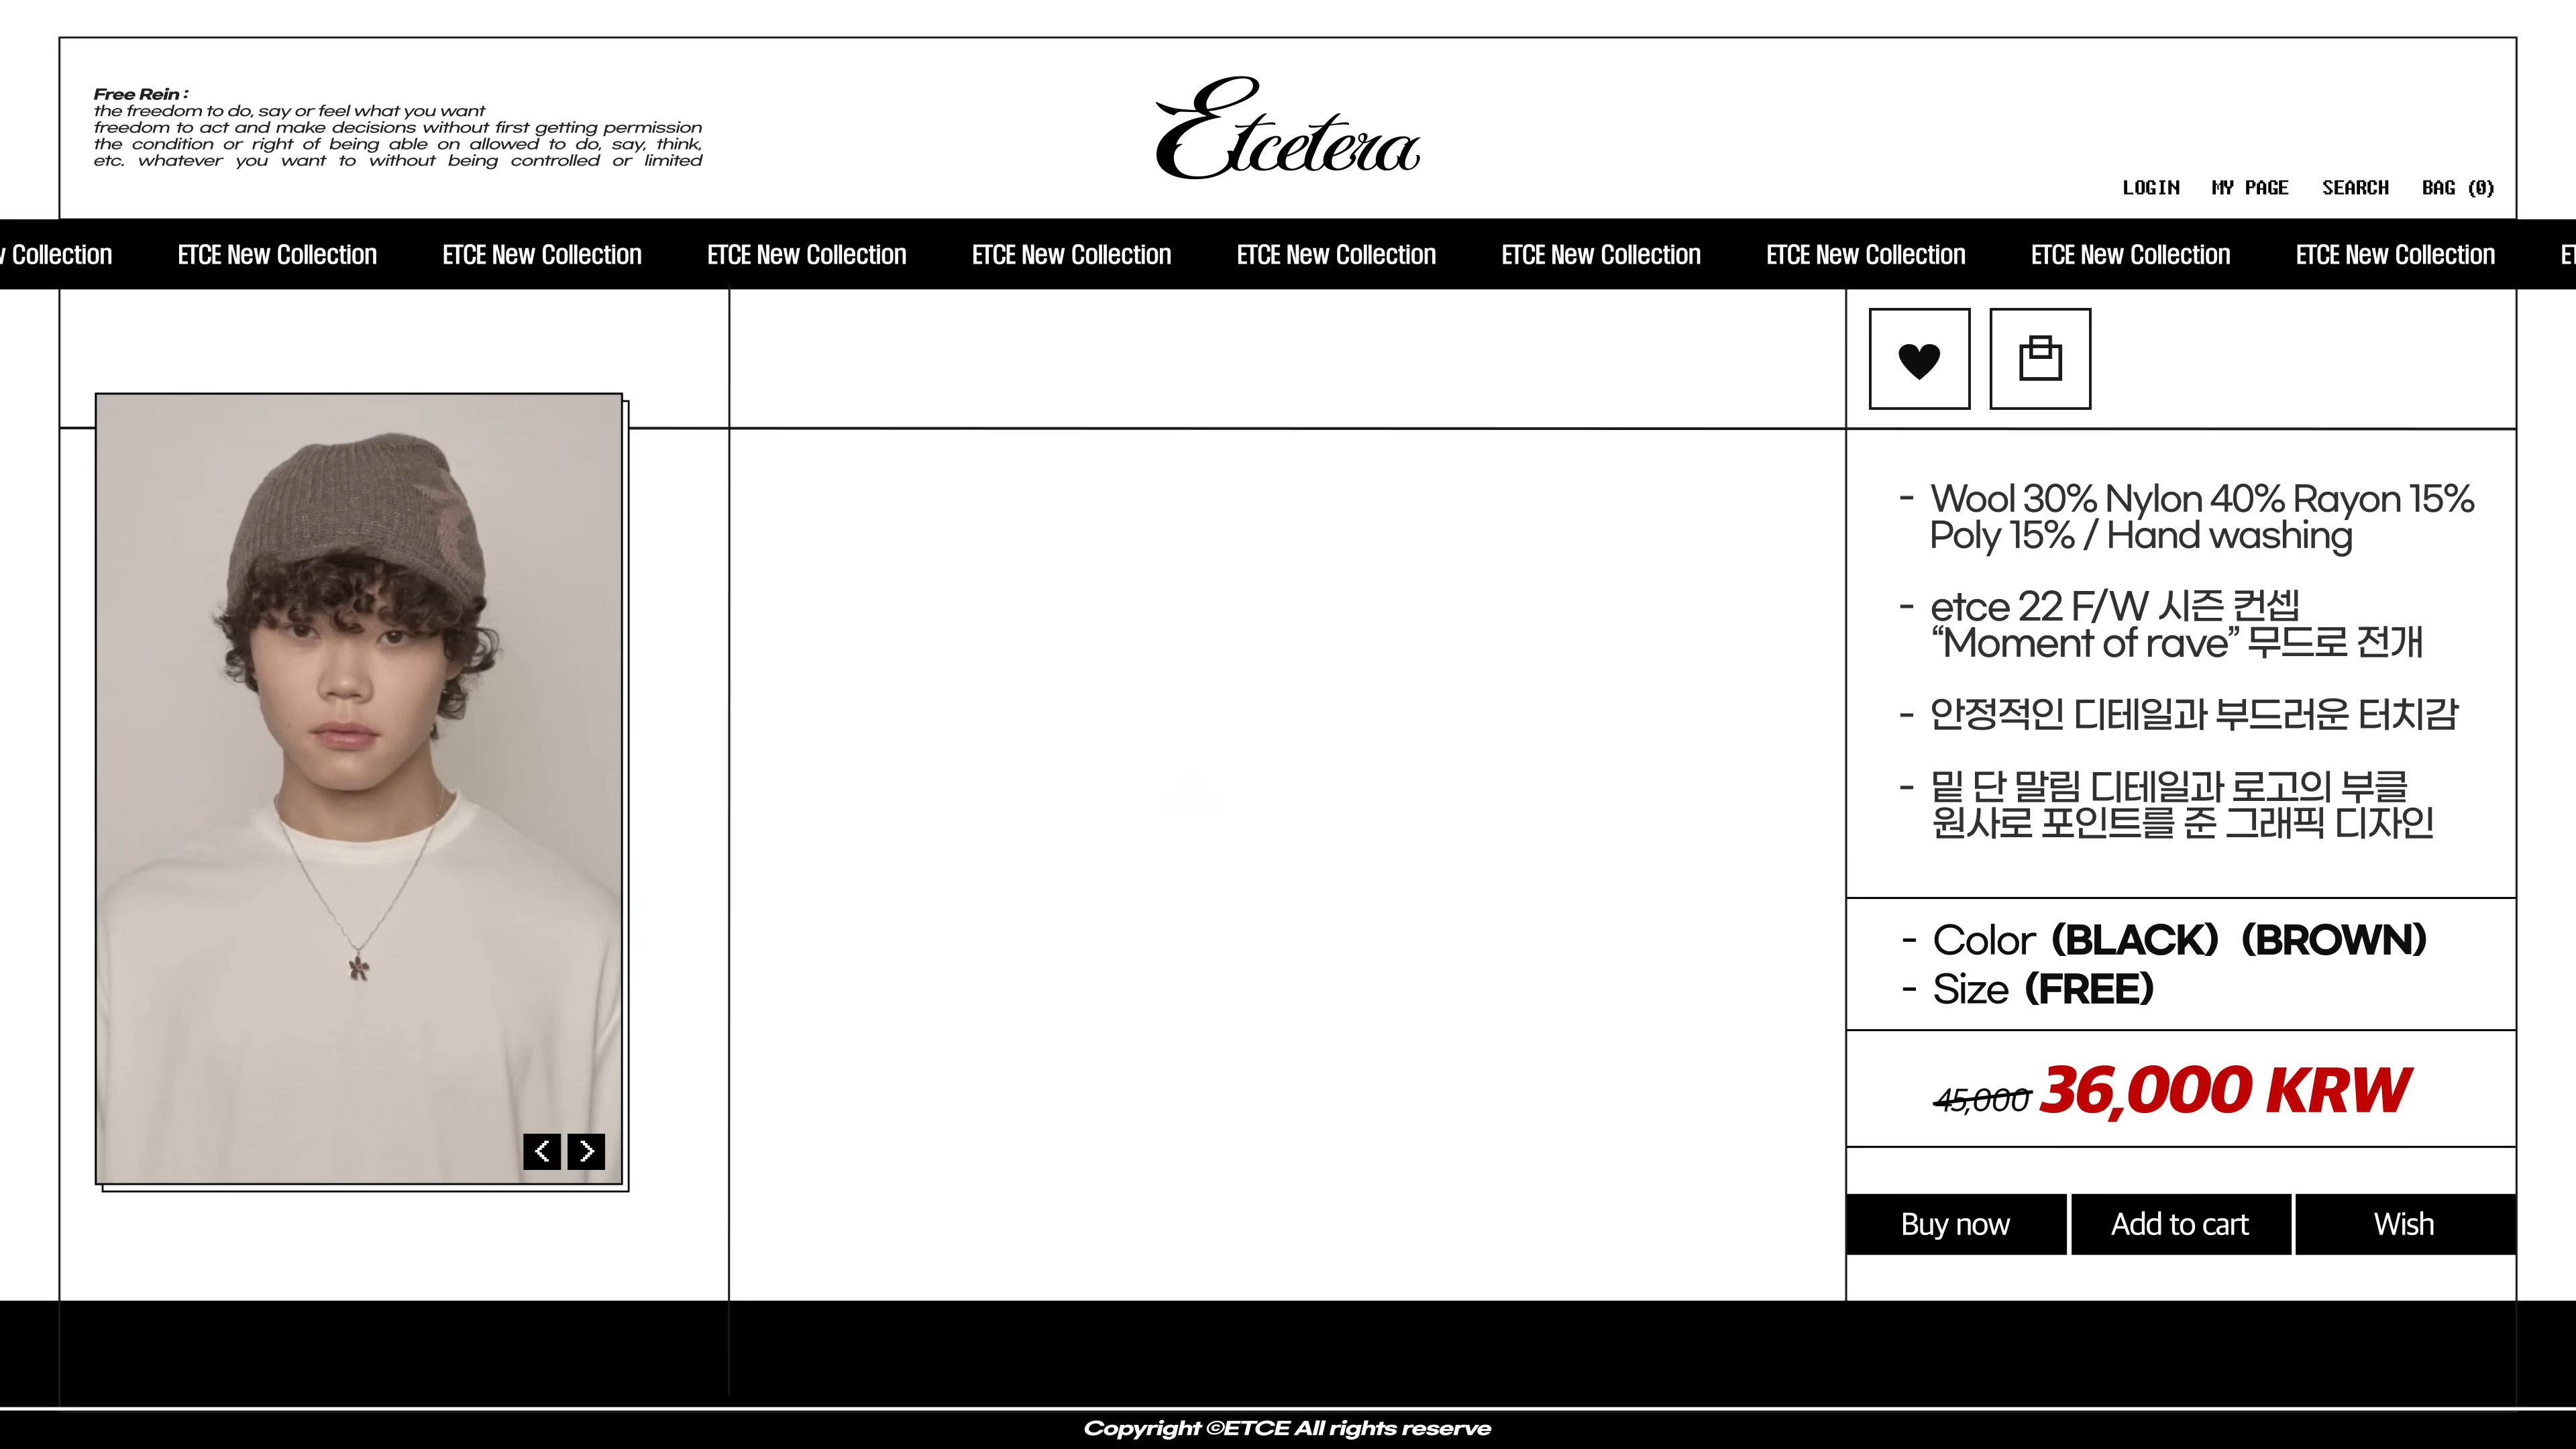 Free Rein :
the freedom to do, say or feel what you want
freedom to act and make decisions without first getting permission
the condition or right of being able on allowed to do, say, think,
etc. whatever you want to without being controlled or limited
Etcetera
LOGIN MY PAGE SEARCH BAG (0)
Collection ETCE New Collection ETCE New Collection ETCE New Collection ETCE New Collection ETCE New Collection ETCE New Collection ETCE New Collection ETCE New Collection ETCE New Collection
- Wool 30% Nylon 40% Rayon 15%
Poly 15% / Hand washing
- etce 22 F/W 시즌 컨셉
“Moment of rave” 무드로 전개
- 안정적인 디테일과 부드러운 터치감
- 밑 단 말림 디테일과 로고의 부클
원사로 포인트를 준 그래픽 디자인
- Color (BLACK) (BROWN)
- Size (FREE)
45,000 36,000 KRW
Buy now Add to cart Wish
Copyright ©ETCE All rights reserve